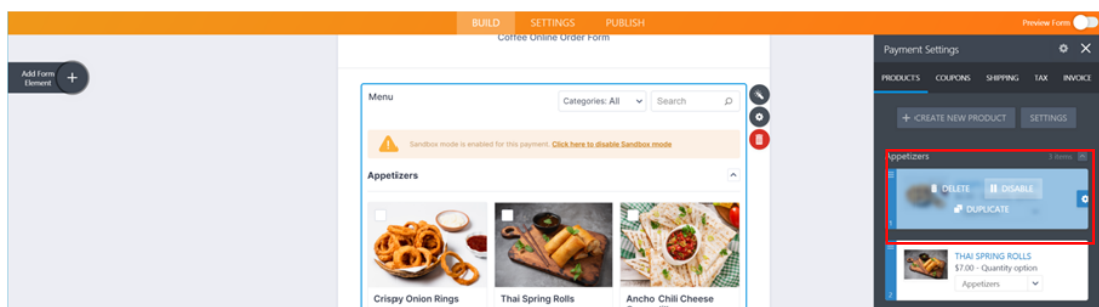 BUILD SETTINGS PUBLISH
Preview Form
Coffee Online Order Form
Add Form
Element
Menu
Categories: All
Search
Sandbox mode is enabled for this payment. Click here to disable Sandbox mode
Appetizers
Crispy Onion Rings
Thai Spring Rolls
Ancho Chili Cheese
Payment Settings
PRODUCTS COUPONS SHIPPING TAX INVOICE
+ CREATE NEW PRODUCT
SETTINGS
Appetizers
3 items
DELETE
DISABLE
DUPLICATE
1
THAI SPRING ROLLS
$7.00 - Quantity option
Appetizers
2